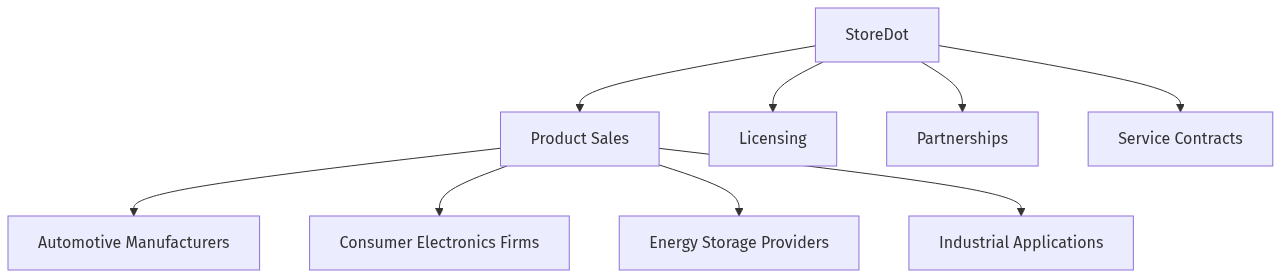 StoreDot
Product Sales
Licensing
Partnerships
Service Contracts
Automotive Manufacturers
Consumer Electronics Firms
Energy Storage Providers
Industrial Applications